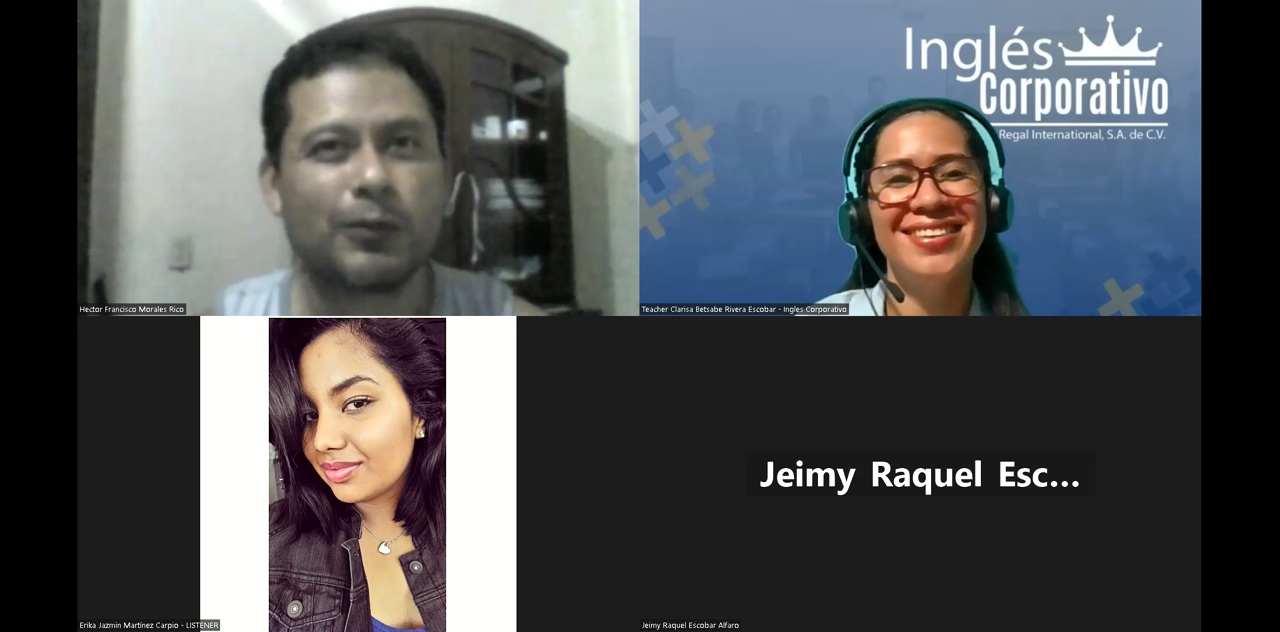 Inglés
Corporativo
Regal International, S.A. de C.V.
Hector Francisco Morales Rico
Teacher Clarisa Betsabe Rivera Escobar - Ingles Corporativo
Jeimy Raquel Esc...
Erika Jazmin Martínez Carpio - LISTENER
Jeimy Raquel Escobar Alfaro